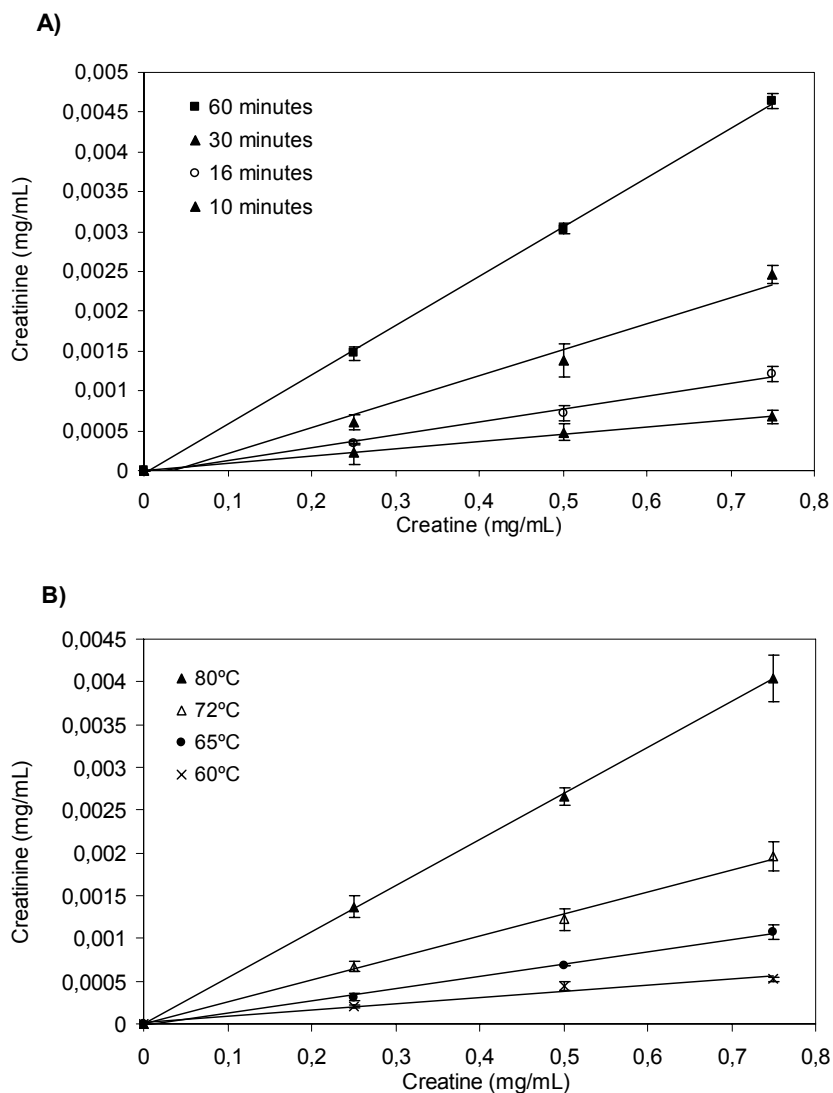 A)
0,005
0,0045
0,004
0,0035
0,003
0,0025
0,002
0,0015
0,001
0,0005
0
Creatinine (mg/mL)
60 minutes
30 minutes
16 minutes
10 minutes
0 0,1 0,2 0,3 0,4 0,5 0,6 0,7 0,8
Creatine (mg/mL)
B)
0,0045
0,004
0,0035
0,003
0,0025
0,002
0,0015
0,001
0,0005
0
Creatinine (mg/mL)
80ºC
72ºC
65ºC
60ºC
0 0,1 0,2 0,3 0,4 0,5 0,6 0,7 0,8
Creatine (mg/mL)